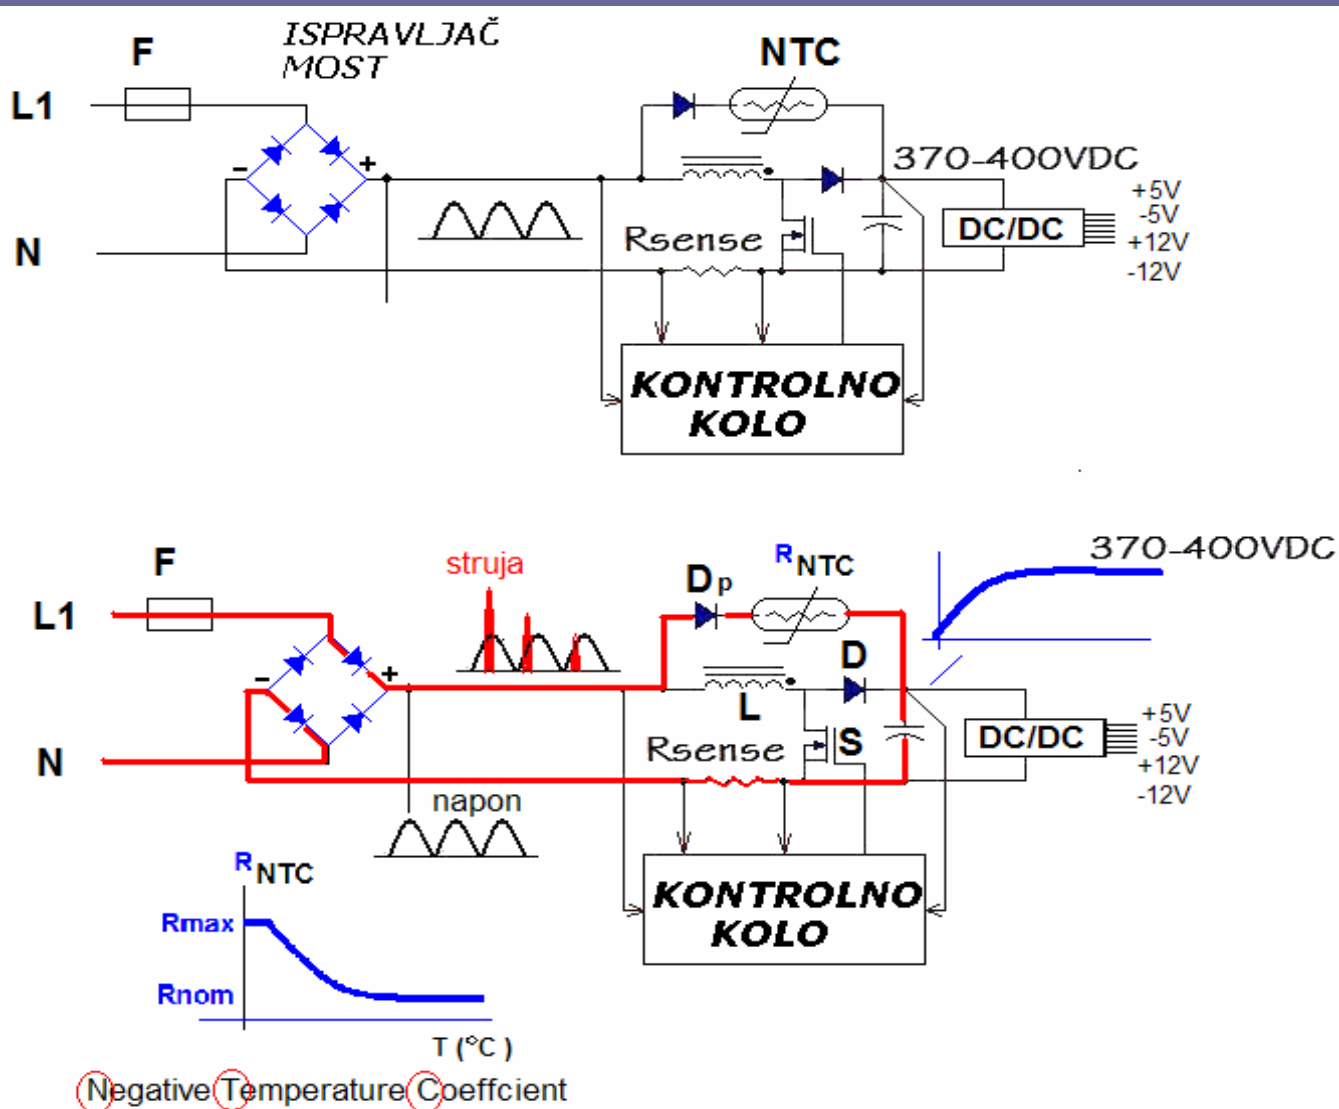 ISPRAVLJAČ
MOST
F
NTC
L1
- +
370-400VDC
+5V
-5V
+12V
-12V
DC/DC
Rsense
N
KONTROLNO
KOLO
370-400VDC
F
struja
Dp
RNTC
L1
D
- +
L
S
+5V
-5V
+12V
-12V
DC/DC
Rsense
N
napon
KONTROLNO
KOLO
RNTC
Rmax
Rnom
T (°C )
Negative Temperature Coeffcient